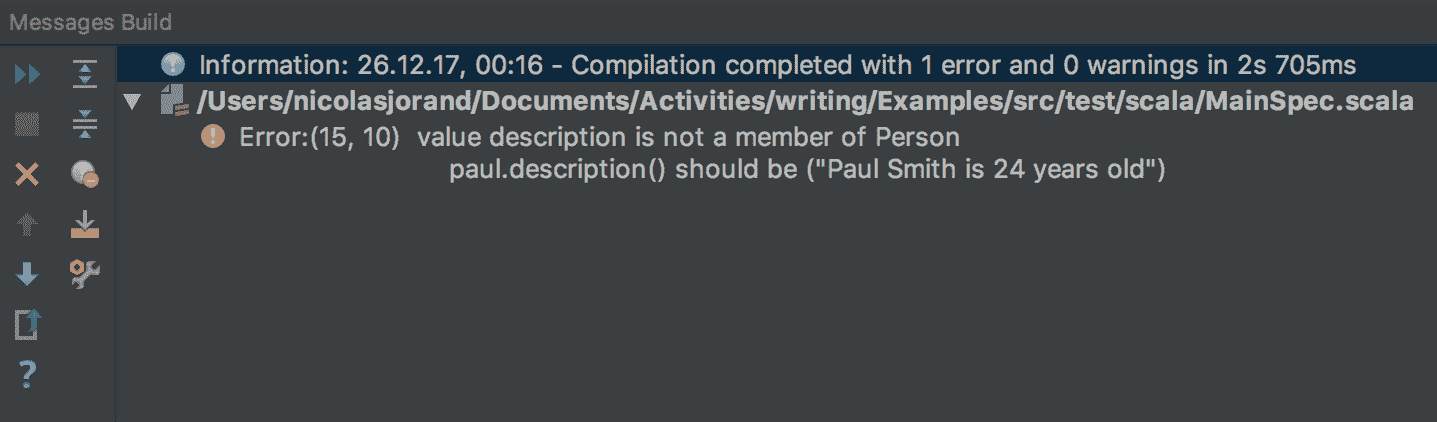 Messages Build
Information: 26.12.17, 00:16 - Compilation completed with 1 error and 0 warnings in 2s 705ms
/Users/nicolasjorand/Documents/Activities/writing/Examples/src/test/scala/MainSpec.scala
Error:(15, 10)  value description is not a member of Person
paul.description() should be ("Paul Smith is 24 years old")